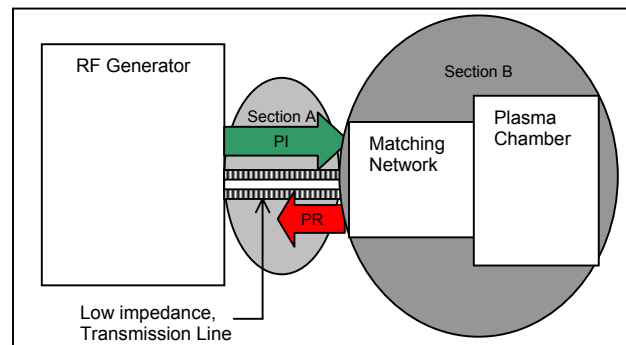 RF Generator
Section A
PI
PR
Low impedance,
Transmission Line
Section B
Matching
Network
Plasma
Chamber